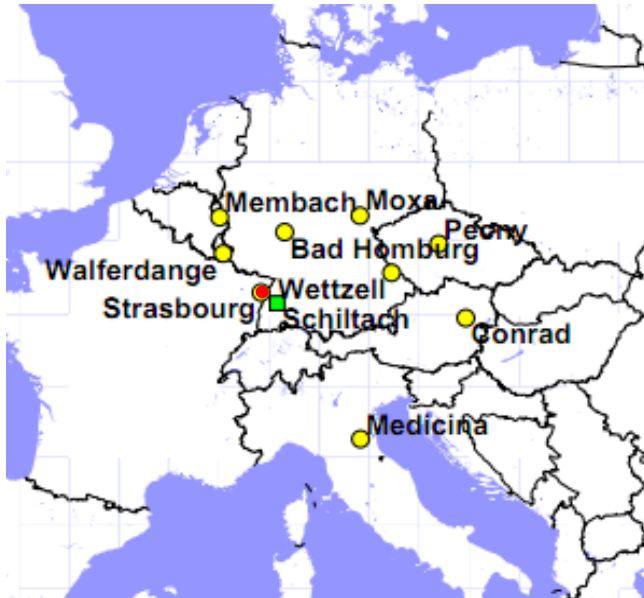 Membach
Moxa
Pecny
Bad Homburg
Walferdange
Wettzell
Strasbourg
Schiltach
Conrad
Medicina